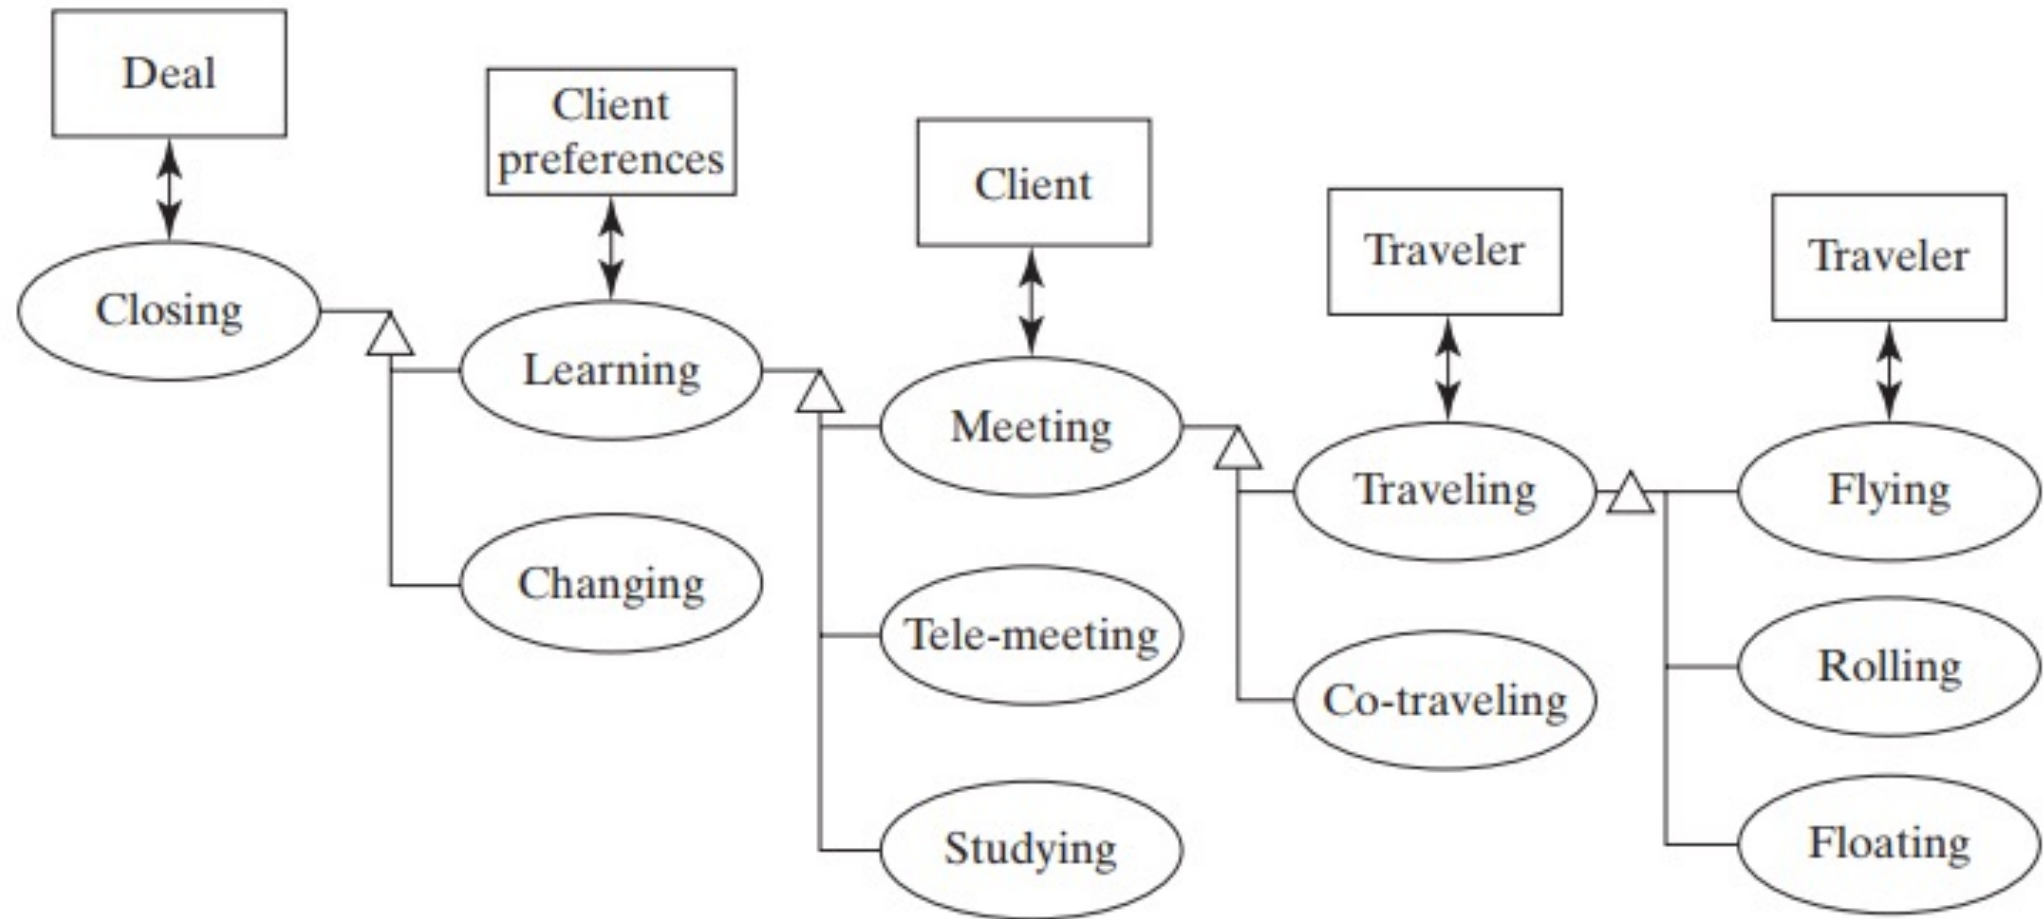 Deal
Client
preferences
Client
Traveler
Traveler
Closing
Learning
Meeting
Traveling
Flying
Changing
Tele-meeting
Rolling
Co-traveling
Studying
Floating